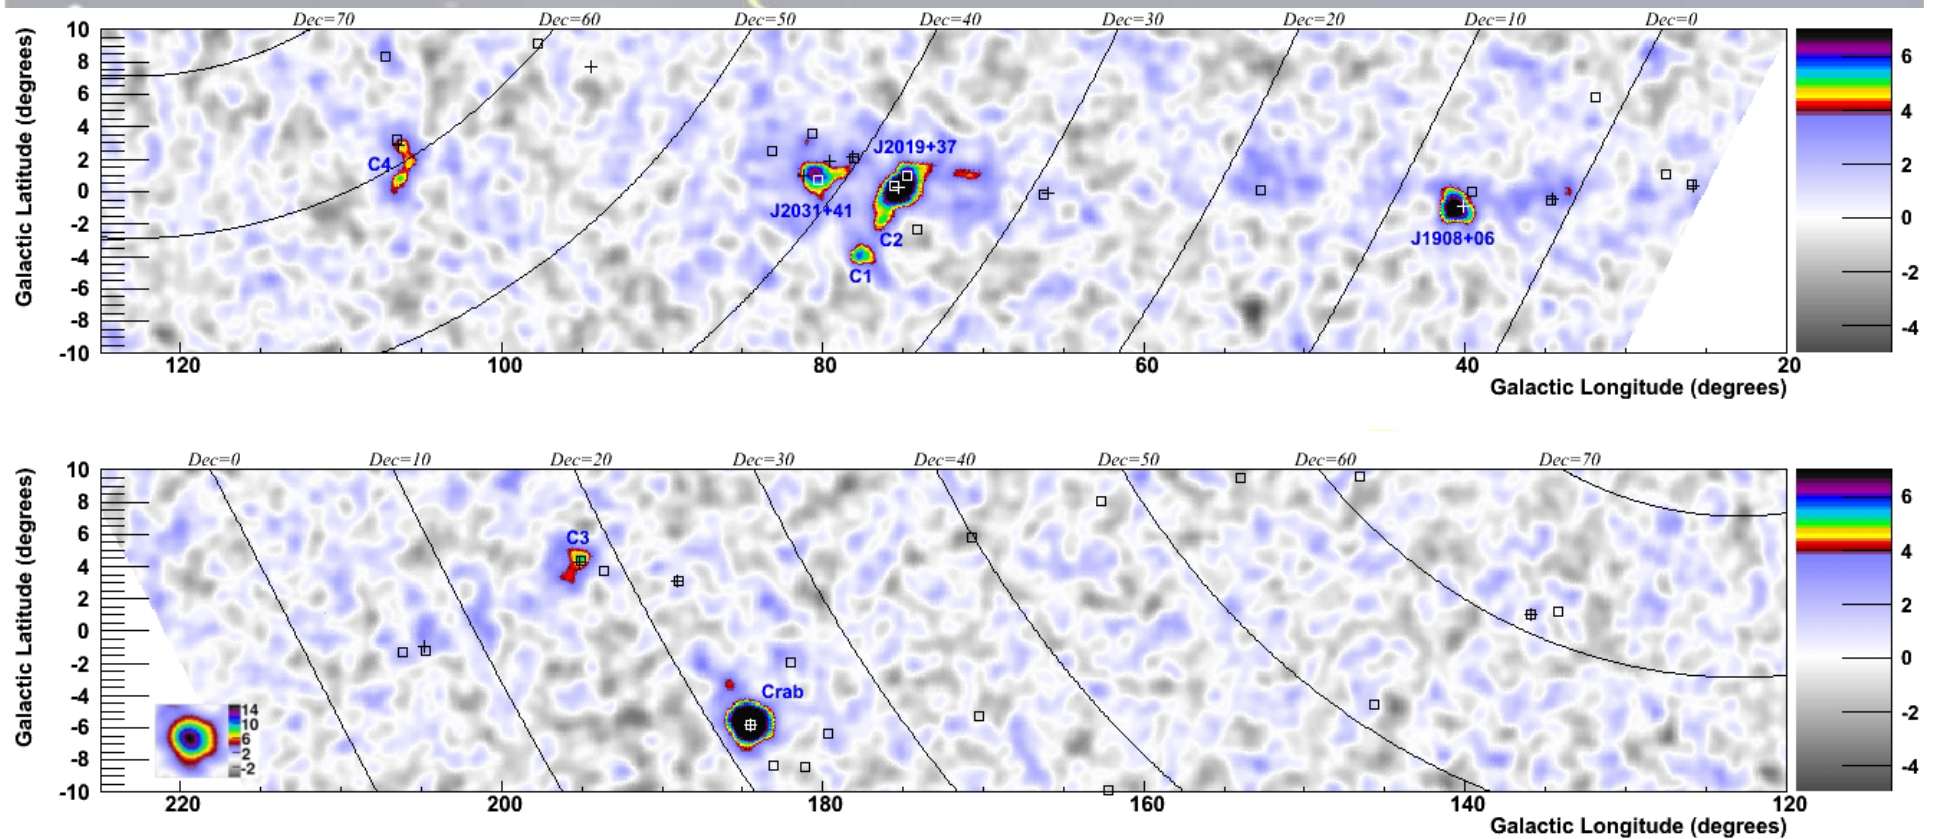 Dec=70 Dec=60 Dec=50 Dec=40 Dec=30 Dec=20 Dec=10 Dec=0
Galactic Latitude (degrees)
10
8
6
4
2
0
-2
-4
-6
-8
-10
C4
J2019+37
J2031+41
C2
C1
J1908+06
6
4
2
0
-2
-4
120 100 80 60 40 20
Galactic Longitude (degrees)
Dec=0 Dec=10 Dec=20 Dec=30 Dec=40 Dec=50 Dec=60 Dec=70
Galactic Latitude (degrees)
10
8
6
4
2
0
-2
-4
-6
-8
-10
C3
Crab
14
10
6
2
-2
6
4
2
0
-2
-4
220 200 180 160 140 120
Galactic Longitude (degrees)